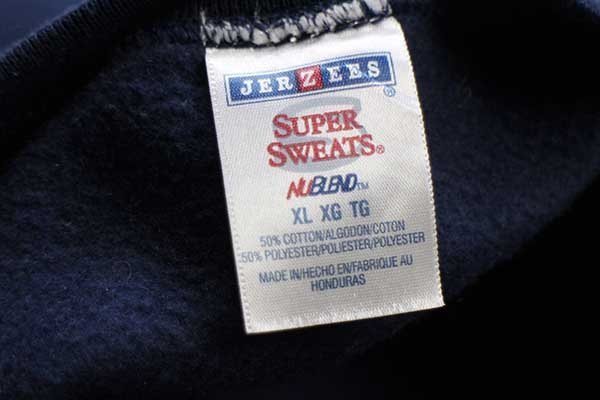 JERZEES®
SUPER
SWEATS®
NUBLEND™
XL XG TG
50% COTTON/ALGODON/COTON
50% POLYESTER/POLIESTER/POLYESTER
MADE IN/HECHO EN/FABRIQUE AU
HONDURAS